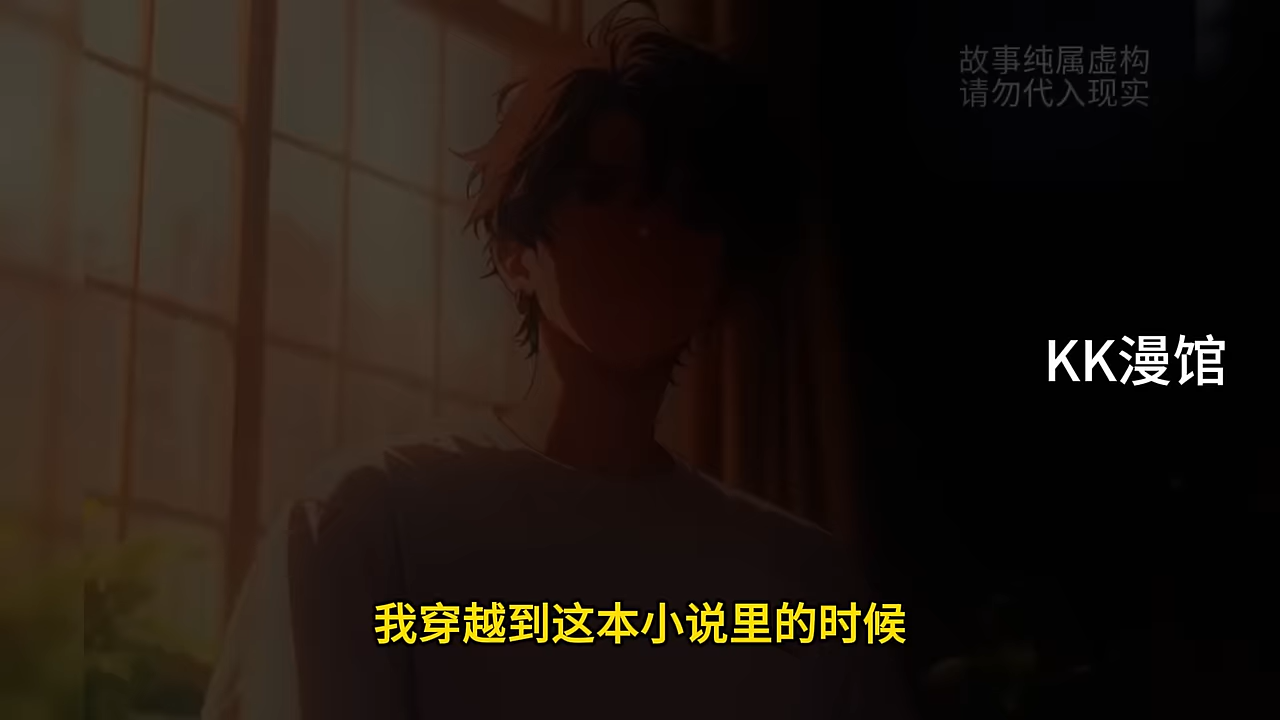 故事纯属虚构
请勿代入现实
KK漫馆
我穿越到这本小说里的时候